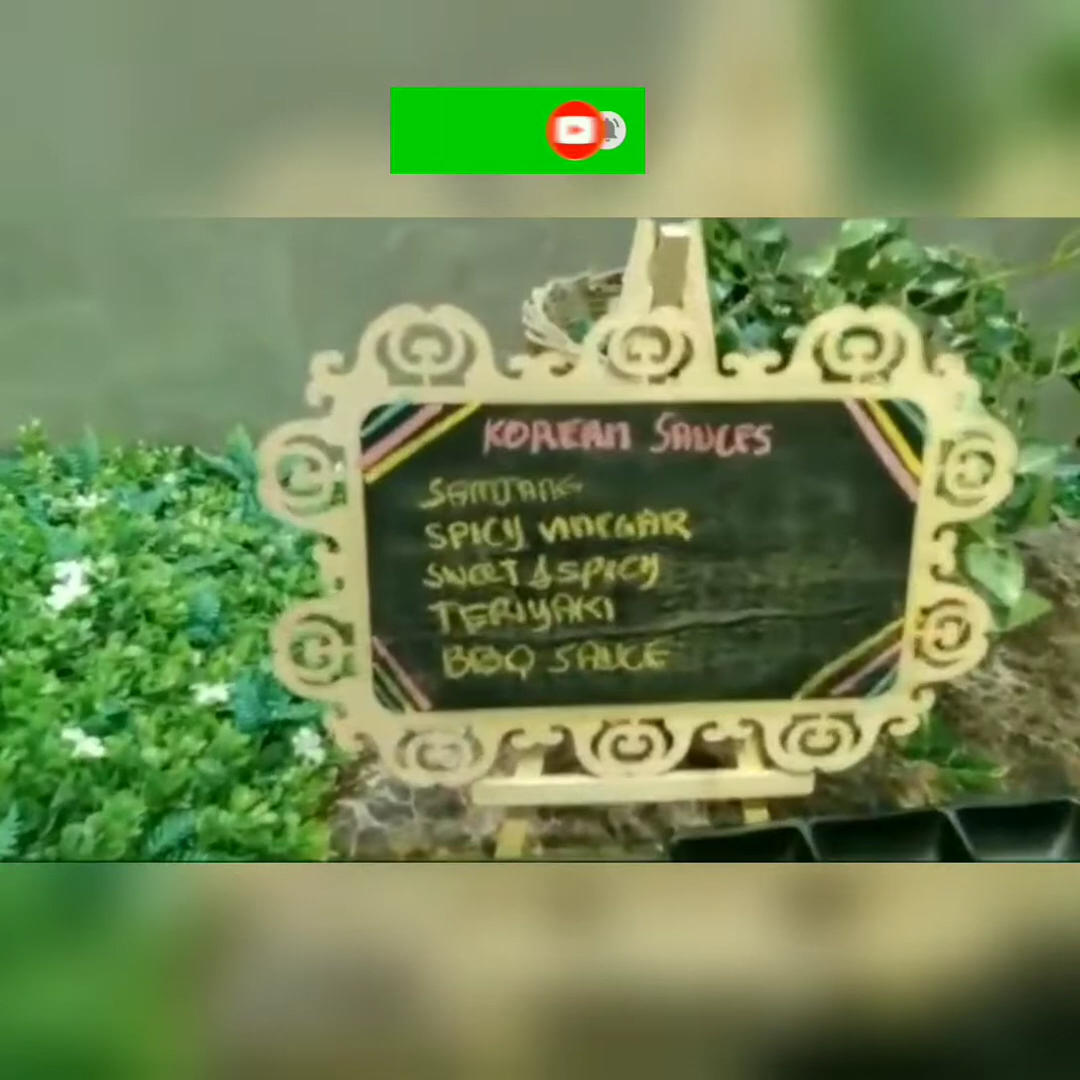 KOREAN SAUCES
SAMJANG
SPICY VINEGAR
SWEET & SPICY
TERIYAKI
BBQ SAUCE